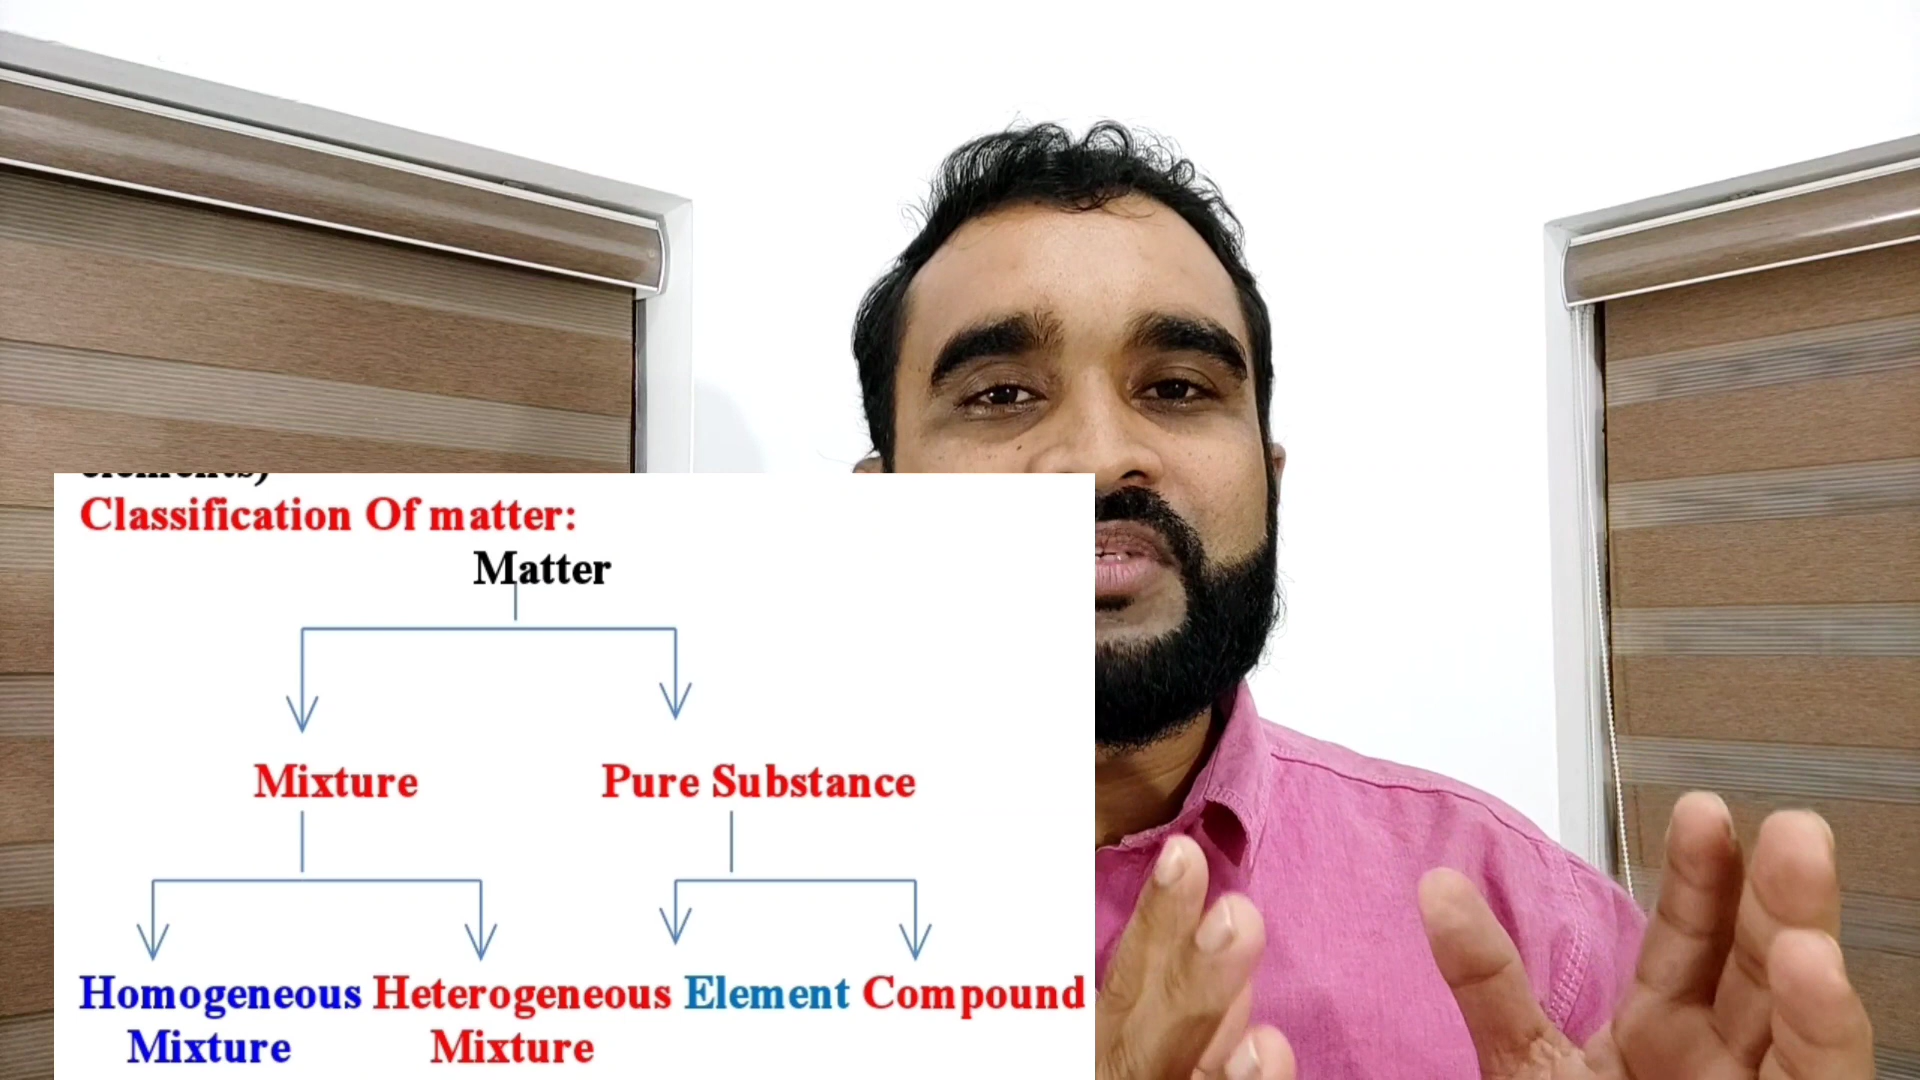 Classification Of matter:
Matter
Mixture Pure Substance
Homogeneous Heterogeneous Element Compound
Mixture Mixture